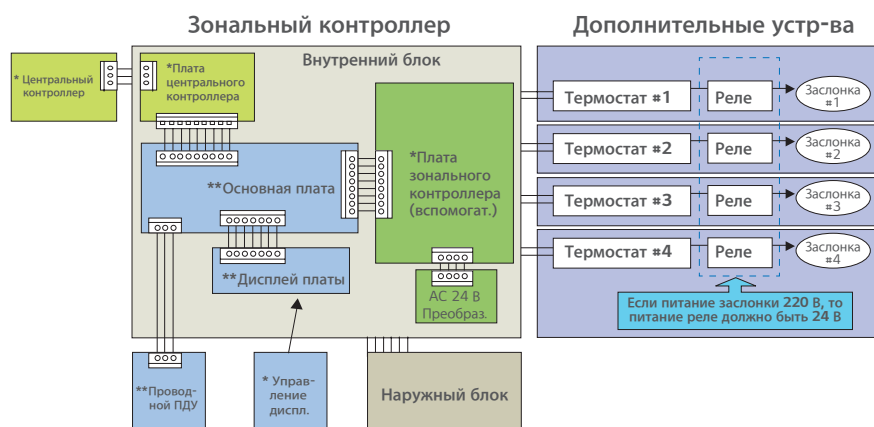 Зональный контроллер
Дополнительные устр-ва
Внутренний блок
* Центральный
контроллер
*Плата
центрального
контроллера
**Основная плата
*Плата
зонального
контроллера
(вспомогат.)
**Дисплей платы
АС 24 В
Преобраз.
**Провод-
ной ПДУ
* Управ-
ление
диспл.
Наружный блок
Термостат #1
Реле
Заслонка
#1
Термостат #2
Реле
Заслонка
#2
Термостат #3
Реле
Заслонка
#3
Термостат #4
Реле
Заслонка
#4
Если питание заслонки 220 В, то
питание реле должно быть 24 В